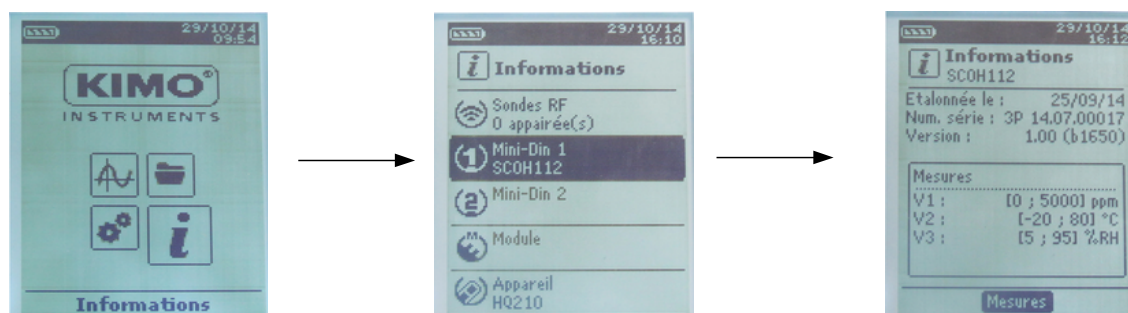 29/10/14
09:54
KIMO®
INSTRUMENTS
Informations
29/10/14
16:10
i Informations
Sondes RF
0 appairée(s)
1 Mini-Din 1
SCOH112
2 Mini-Din 2
M Module
Appareil
HQ210
29/10/14
16:12
i Informations
SCOH112
Etalonnée le : 25/09/14
Num. série : 3P 14.07.00017
Version : 1.00 (b1650)
Mesures
V1 : [0 ; 5000] ppm
V2 : [-20 ; 80] °C
V3 : [5 ; 95] %RH
Mesures